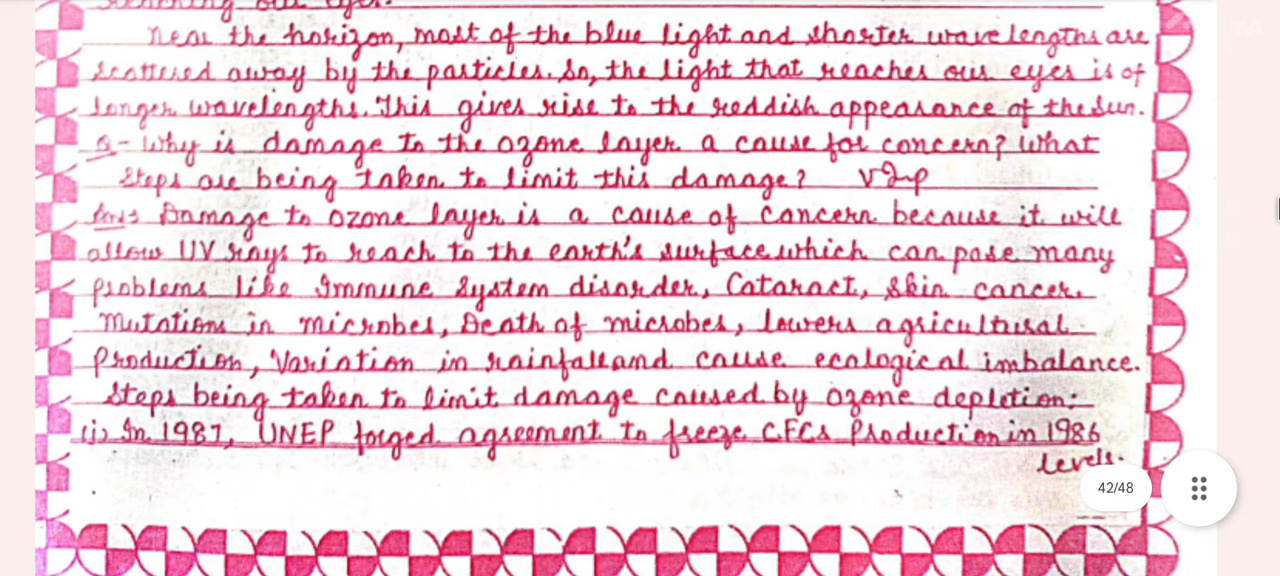 reaching our eyes.
Near the horizon, most of the blue light and shorter wavelengths are
scattered away by the particles. So, the light that reaches our eyes is of
longer wavelengths. This gives rise to the reddish appearance of the Sun.
Q- Why is damage to the ozone layer a cause for concern? What
steps are being taken to limit this damage? VImp
Ans Damage to ozone layer is a cause of concern because it will
allow UV rays to reach to the earth's surface which can pose many
problems like Immune System disorder, Cataract, Skin cancer.
Mutations in microbes, Death of microbes, lowers agricultural
Production, Variation in rainfall and cause ecological imbalance.
Steps being taken to limit damage caused by ozone depletion:
(i) In 1987, UNEP forged agreement to freeze CFCs Production in 1986
levels.
42/48